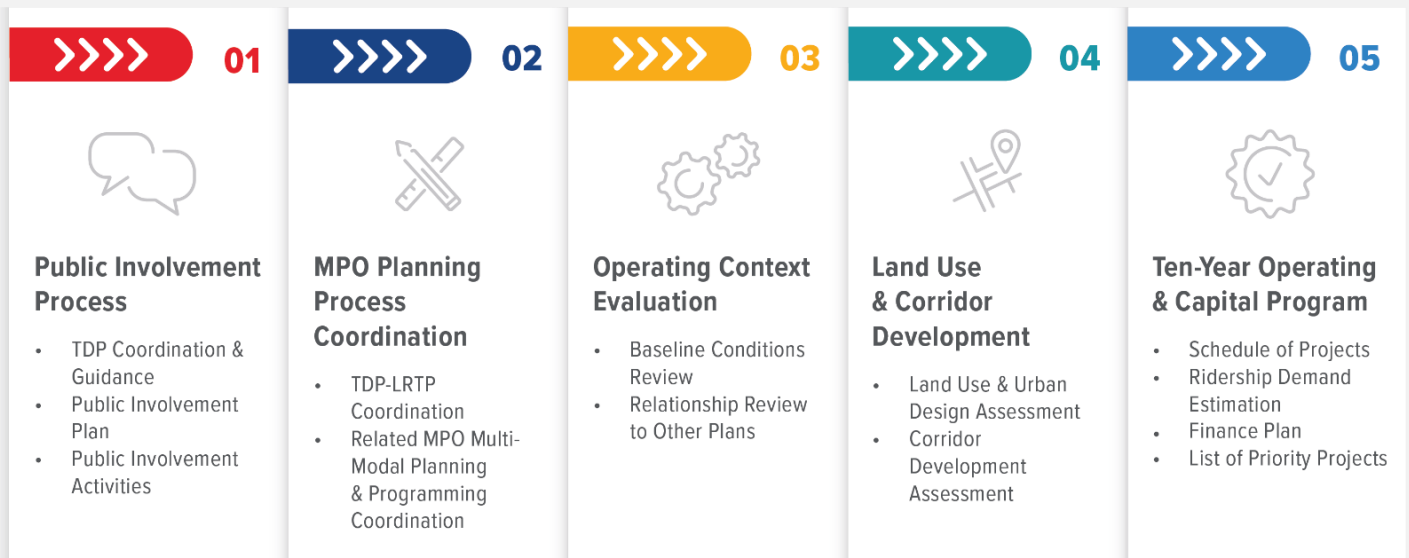 01
Public Involvement
Process
• TDP Coordination &
Guidance
• Public Involvement
Plan
• Public Involvement
Activities
02
MPO Planning
Process
Coordination
• TDP-LRTP
Coordination
• Related MPO Multi-
Modal Planning
& Programming
Coordination
03
Operating Context
Evaluation
• Baseline Conditions
Review
• Relationship Review
to Other Plans
04
Land Use
& Corridor
Development
• Land Use & Urban
Design Assessment
• Corridor
Development
Assessment
05
Ten-Year Operating
& Capital Program
• Schedule of Projects
• Ridership Demand
Estimation
• Finance Plan
• List of Priority Projects